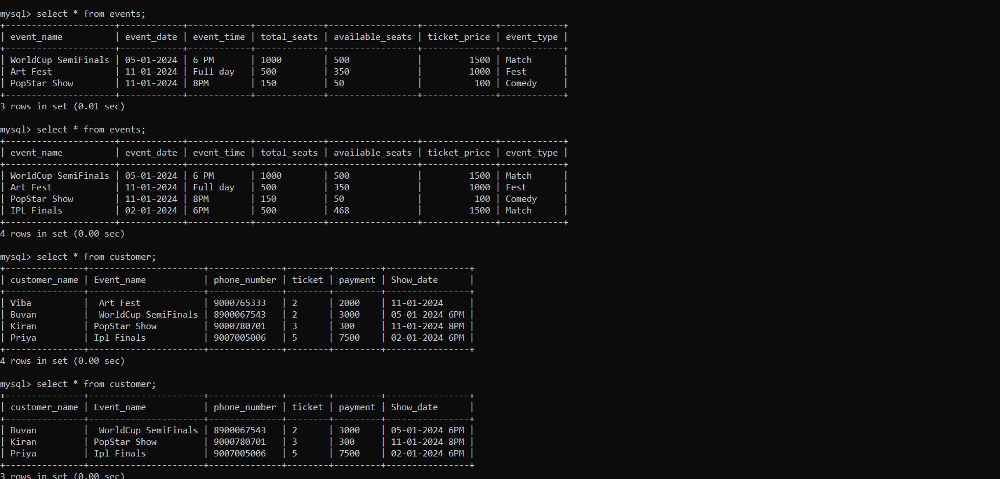 mysql> select * from events;
+---------------------+------------+------------+-------------+-----------------+--------------+------------+
| event_name          | event_date | event_time | total_seats | available_seats | ticket_price | event_type |
+---------------------+------------+------------+-------------+-----------------+--------------+------------+
| WorldCup SemiFinals | 05-01-2024 | 6 PM       | 1000        | 500             |         1500 | Match      |
| Art Fest            | 11-01-2024 | Full day   | 500         | 350             |         1000 | Fest       |
| PopStar Show        | 11-01-2024 | 8PM        | 150         | 50              |          100 | Comedy     |
+---------------------+------------+------------+-------------+-----------------+--------------+------------+
3 rows in set (0.01 sec)

mysql> select * from events;
+---------------------+------------+------------+-------------+-----------------+--------------+------------+
| event_name          | event_date | event_time | total_seats | available_seats | ticket_price | event_type |
+---------------------+------------+------------+-------------+-----------------+--------------+------------+
| WorldCup SemiFinals | 05-01-2024 | 6 PM       | 1000        | 500             |         1500 | Match      |
| Art Fest            | 11-01-2024 | Full day   | 500         | 350             |         1000 | Fest       |
| PopStar Show        | 11-01-2024 | 8PM        | 150         | 50              |          100 | Comedy     |
| IPL Finals          | 02-01-2024 | 6PM        | 500         | 468             |         1500 | Match      |
+---------------------+------------+------------+-------------+-----------------+--------------+------------+
4 rows in set (0.00 sec)

mysql> select * from customer;
+---------------+----------------------+--------------+--------+---------+----------------+
| customer_name | Event_name           | phone_number | ticket | payment | Show_date      |
+---------------+----------------------+--------------+--------+---------+----------------+
| Viba          |  Art Fest            | 9000765333   | 2      | 2000    | 11-01-2024     |
| Buvan         |  WorldCup SemiFinals | 8900067543   | 2      | 3000    | 05-01-2024 6PM |
| Kiran         | PopStar Show         | 9000780701   | 3      | 300     | 11-01-2024 8PM |
| Priya         | Ipl Finals           | 9007005006   | 5      | 7500    | 02-01-2024 6PM |
+---------------+----------------------+--------------+--------+---------+----------------+
4 rows in set (0.00 sec)

mysql> select * from customer;
+---------------+----------------------+--------------+--------+---------+----------------+
| customer_name | Event_name           | phone_number | ticket | payment | Show_date      |
+---------------+----------------------+--------------+--------+---------+----------------+
| Buvan         |  WorldCup SemiFinals | 8900067543   | 2      | 3000    | 05-01-2024 6PM |
| Kiran         | PopStar Show         | 9000780701   | 3      | 300     | 11-01-2024 8PM |
| Priya         | Ipl Finals           | 9007005006   | 5      | 7500    | 02-01-2024 6PM |
+---------------+----------------------+--------------+--------+---------+----------------+
3 rows in set (0.00 sec)